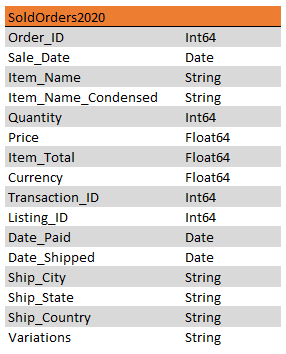 SoldOrders2020
Order_ID Int64
Sale_Date Date
Item_Name String
Item_Name_Condensed String
Quantity Int64
Price Float64
Item_Total Float64
Currency Float64
Transaction_ID Int64
Listing_ID Int64
Date_Paid Date
Date_Shipped Date
Ship_City String
Ship_State String
Ship_Country String
Variations String